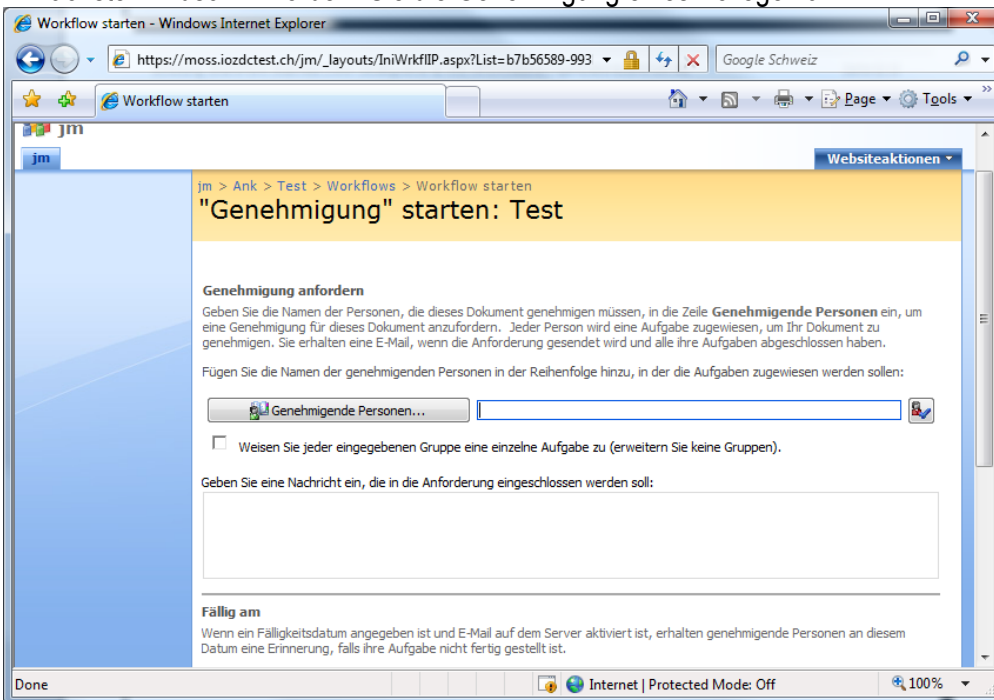 Workflow starten - Windows Internet Explorer
https://moss.iozdctest.ch/jm/_layouts/IniWrkflIP.aspx?List=b7b56589-993
Google Schweiz
Workflow starten
Page
Tools
jm
jm
Websiteaktionen
jm > Ank > Test > Workflows > Workflow starten
"Genehmigung" starten: Test
Genehmigung anfordern
Geben Sie die Namen der Personen, die dieses Dokument genehmigen müssen, in die Zeile Genehmigende Personen ein, um
eine Genehmigung für dieses Dokument anzufordern. Jeder Person wird eine Aufgabe zugewiesen, um Ihr Dokument zu
genehmigen. Sie erhalten eine E-Mail, wenn die Anforderung gesendet wird und alle ihre Aufgaben abgeschlossen haben.
Fügen Sie die Namen der genehmigenden Personen in der Reihenfolge hinzu, in der die Aufgaben zugewiesen werden sollen:
Genehmigende Personen...
Weisen Sie jeder eingegebenen Gruppe eine einzelne Aufgabe zu (erweitern Sie keine Gruppen).
Geben Sie eine Nachricht ein, die in die Anforderung eingeschlossen werden soll:
Fällig am
Wenn ein Fälligkeitsdatum angegeben ist und E-Mail auf dem Server aktiviert ist, erhalten genehmigende Personen an diesem
Datum eine Erinnerung, falls ihre Aufgabe nicht fertig gestellt ist.
Done
Internet | Protected Mode: Off
100%